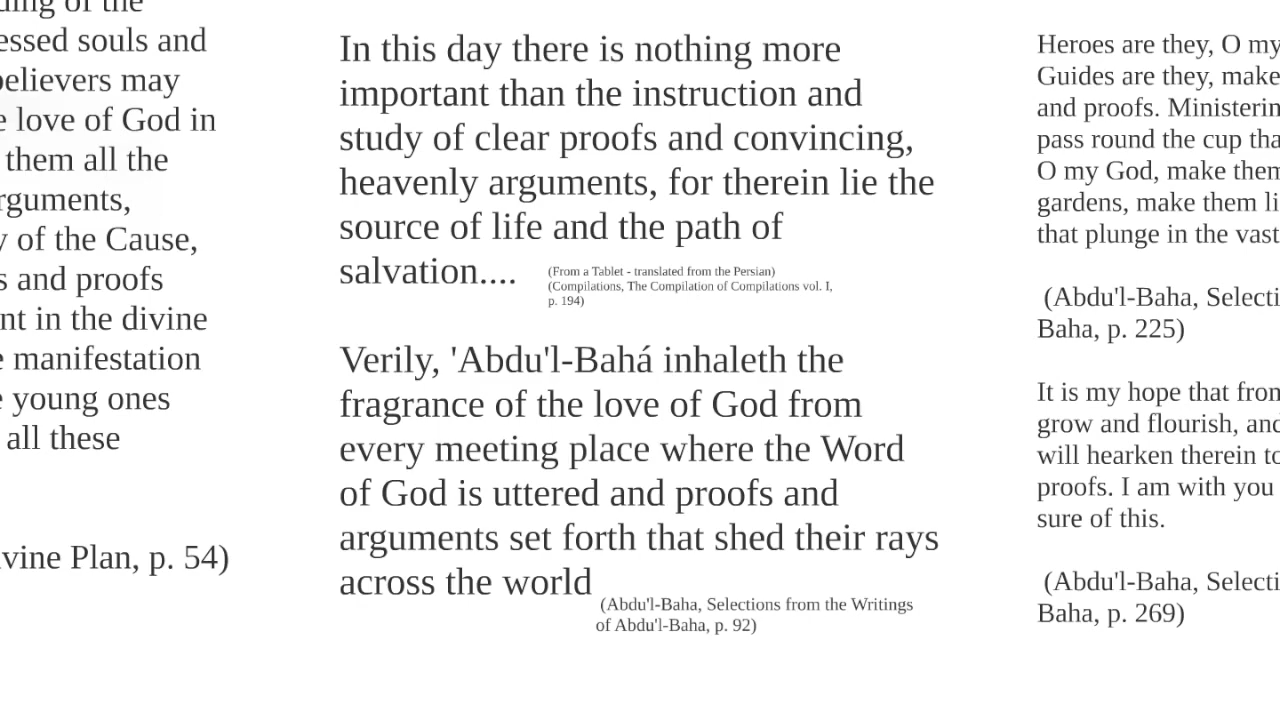 ding of the
essed souls and
believers may
e love of God in
them all the
rguments,
y of the Cause,
s and proofs
nt in the divine
e manifestation
e young ones
all these
vine Plan, p. 54)
In this day there is nothing more
important than the instruction and
study of clear proofs and convincing,
heavenly arguments, for therein lie the
source of life and the path of
salvation....
(From a Tablet - translated from the Persian)
(Compilations, The Compilation of Compilations vol. I,
p. 194)
Verily, 'Abdu'l-Bahá inhaleth the
fragrance of the love of God from
every meeting place where the Word
of God is uttered and proofs and
arguments set forth that shed their rays
across the world
(Abdu'l-Baha, Selections from the Writings
of Abdu'l-Baha, p. 92)
Heroes are they, O my
Guides are they, make
and proofs. Ministerin
pass round the cup tha
O my God, make them
gardens, make them li
that plunge in the vast
(Abdu'l-Baha, Selecti
Baha, p. 225)
It is my hope that from
grow and flourish, and
will hearken therein to
proofs. I am with you
sure of this.
(Abdu'l-Baha, Selecti
Baha, p. 269)